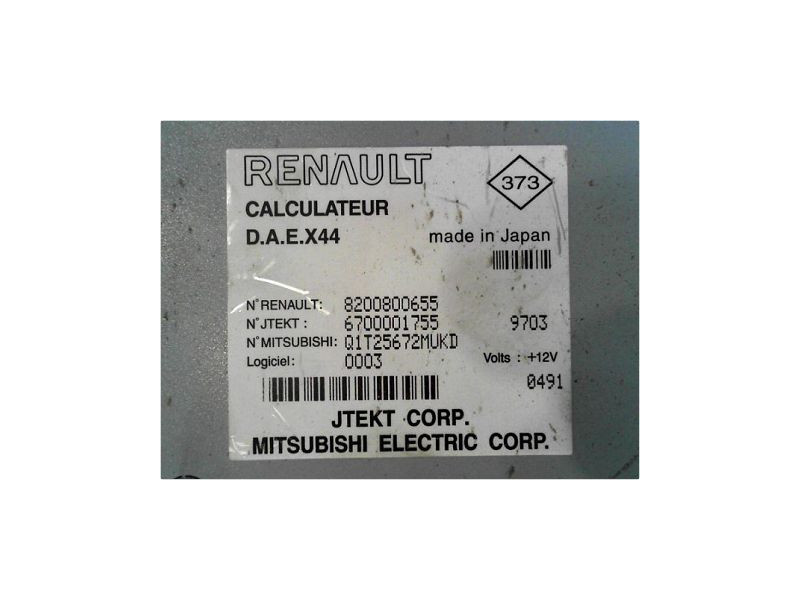 RENAULT
373
CALCULATEUR
D.A.E.X44 made in Japan
N°RENAULT: 8200800655
N°JTEKT : 6700001755 9703
N°MITSUBISHI: Q1T25672MUKD
Logiciel: 0003 Volts : +12V
0491
JTEKT CORP.
MITSUBISHI ELECTRIC CORP.